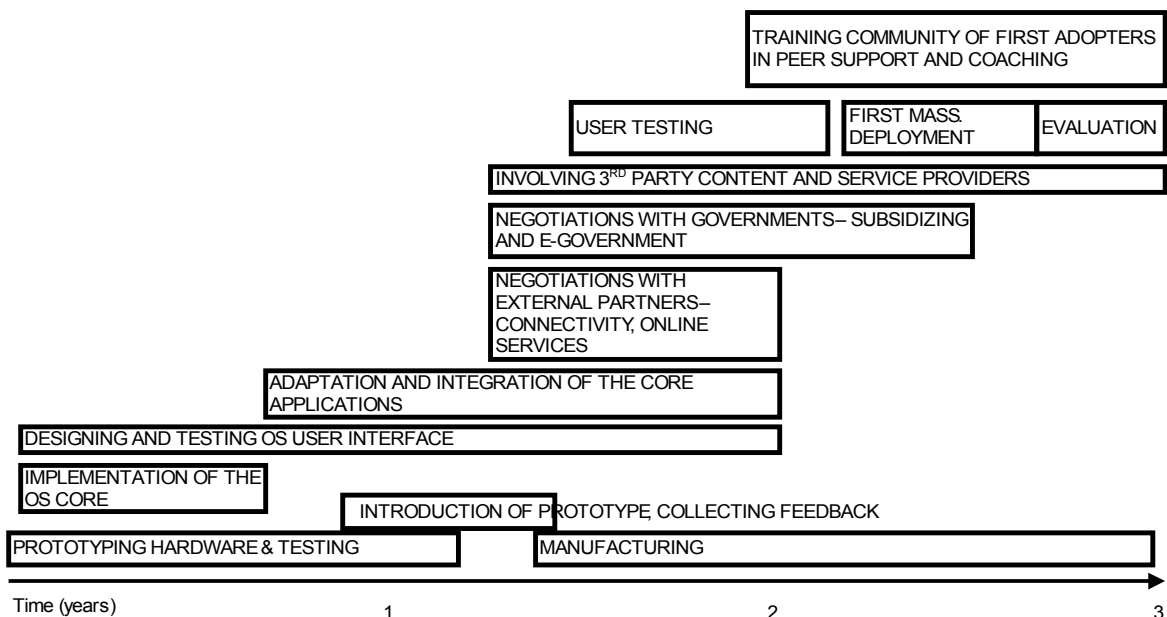 TRAINING COMMUNITY OF FIRST ADOPTERS
IN PEER SUPPORT AND COACHING
USER TESTING
FIRST MASS.
DEPLOYMENT
EVALUATION
INVOLVING 3RD PARTY CONTENT AND SERVICE PROVIDERS
NEGOTIATIONS WITH GOVERNMENTS– SUBSIDIZING
AND E-GOVERNMENT
NEGOTIATIONS WITH
EXTERNAL PARTNERS–
CONNECTIVITY, ONLINE
SERVICES
ADAPTATION AND INTEGRATION OF THE CORE
APPLICATIONS
DESIGNING AND TESTING OS USER INTERFACE
IMPLEMENTATION OF THE
OS CORE
INTRODUCTION OF PROTOTYPE, COLLECTING FEEDBACK
PROTOTYPING HARDWARE & TESTING
MANUFACTURING
Time (years)
1
2
3